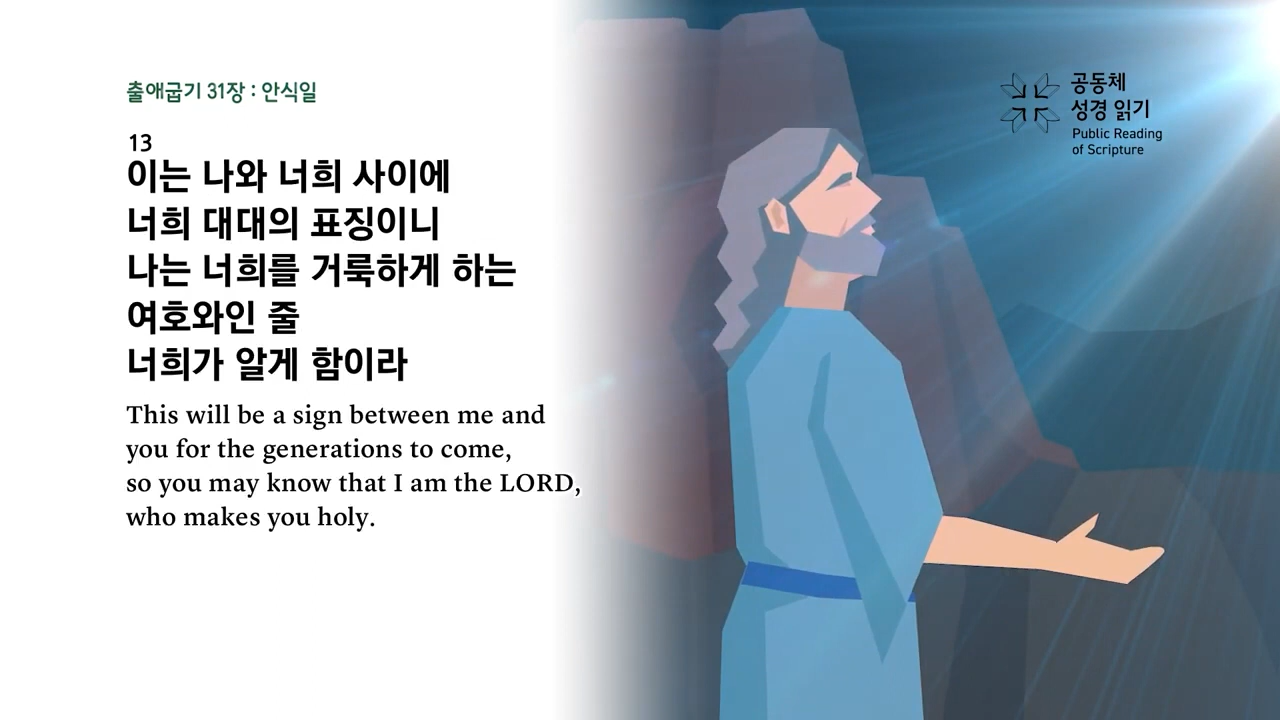 출애굽기 31장 : 안식일
13
이는 나와 너희 사이에
너희 대대의 표징이니
나는 너희를 거룩하게 하는
여호와인 줄
너희가 알게 함이라
This will be a sign between me and
you for the generations to come,
so you may know that I am the LORD,
who makes you holy.
공동체
성경 읽기
Public Reading
of Scripture